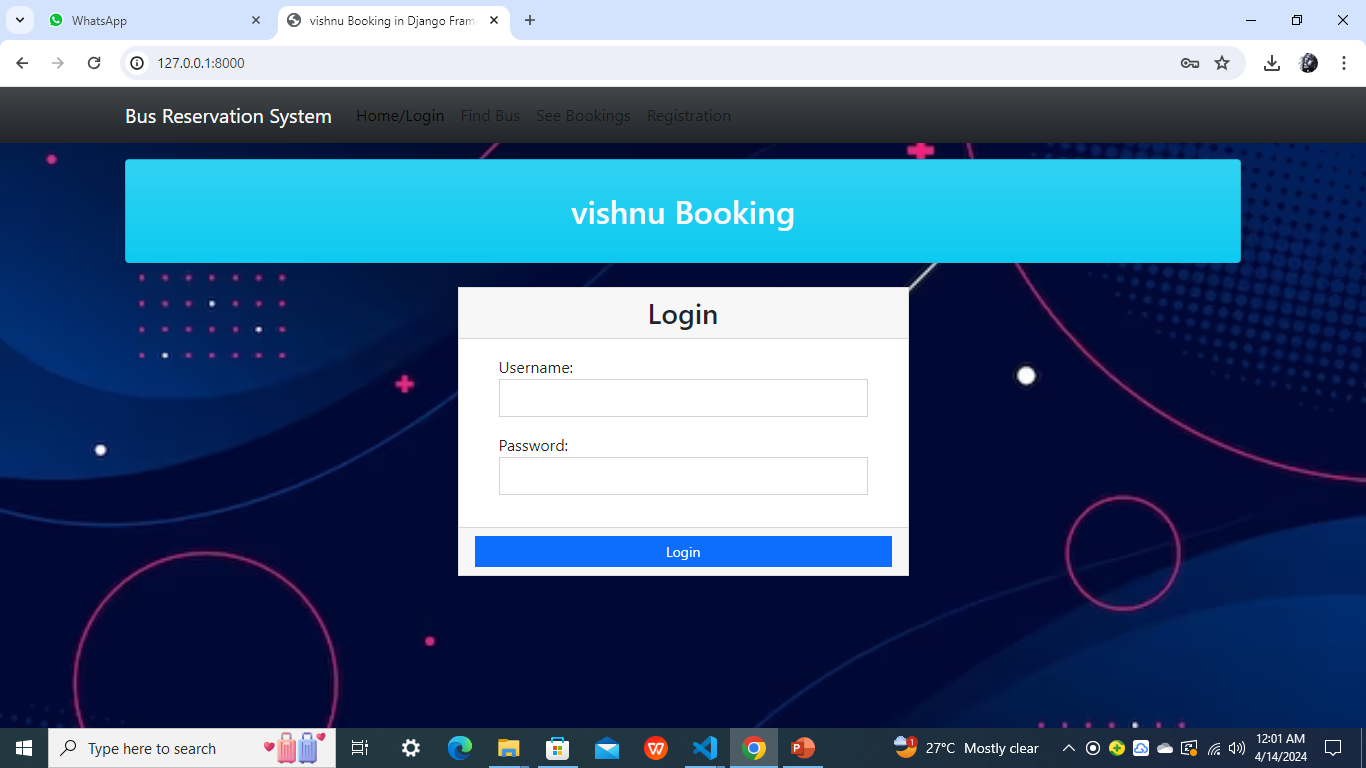 WhatsApp
vishnu Booking in Django Fram
127.0.0.1:8000
Bus Reservation System Home/Login Find Bus See Bookings Registration
vishnu Booking
Login
Username:
Password:
Login
Type here to search
1
27°C Mostly clear
12:01 AM
4/14/2024